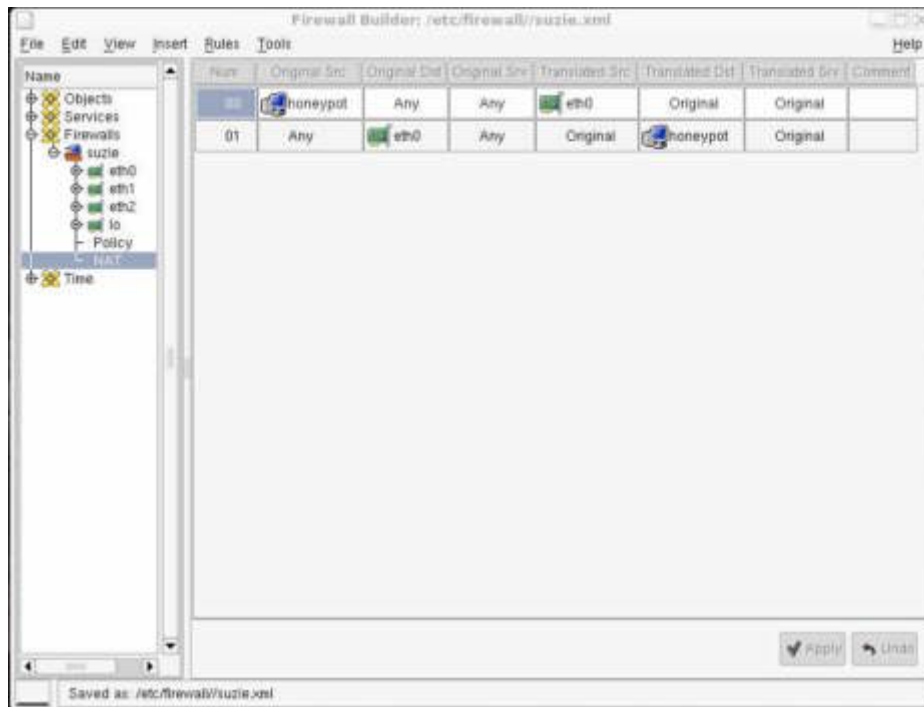 Firewall Builder: /etc/firewall//suzie.xml
File Edit View Insert Rules Tools Help
Name
Objects
Services
Firewalls
suzie
eth0
eth1
eth2
lo
Policy
NAT
Time
Num Original Src Original Dst Original Srv Translated Src Translated Dst Translated Srv Comment
00 honeypot Any Any eth0 Original Original
01 Any eth0 Any Original honeypot Original
Apply Undo
Saved as: /etc/firewall//suzie.xml